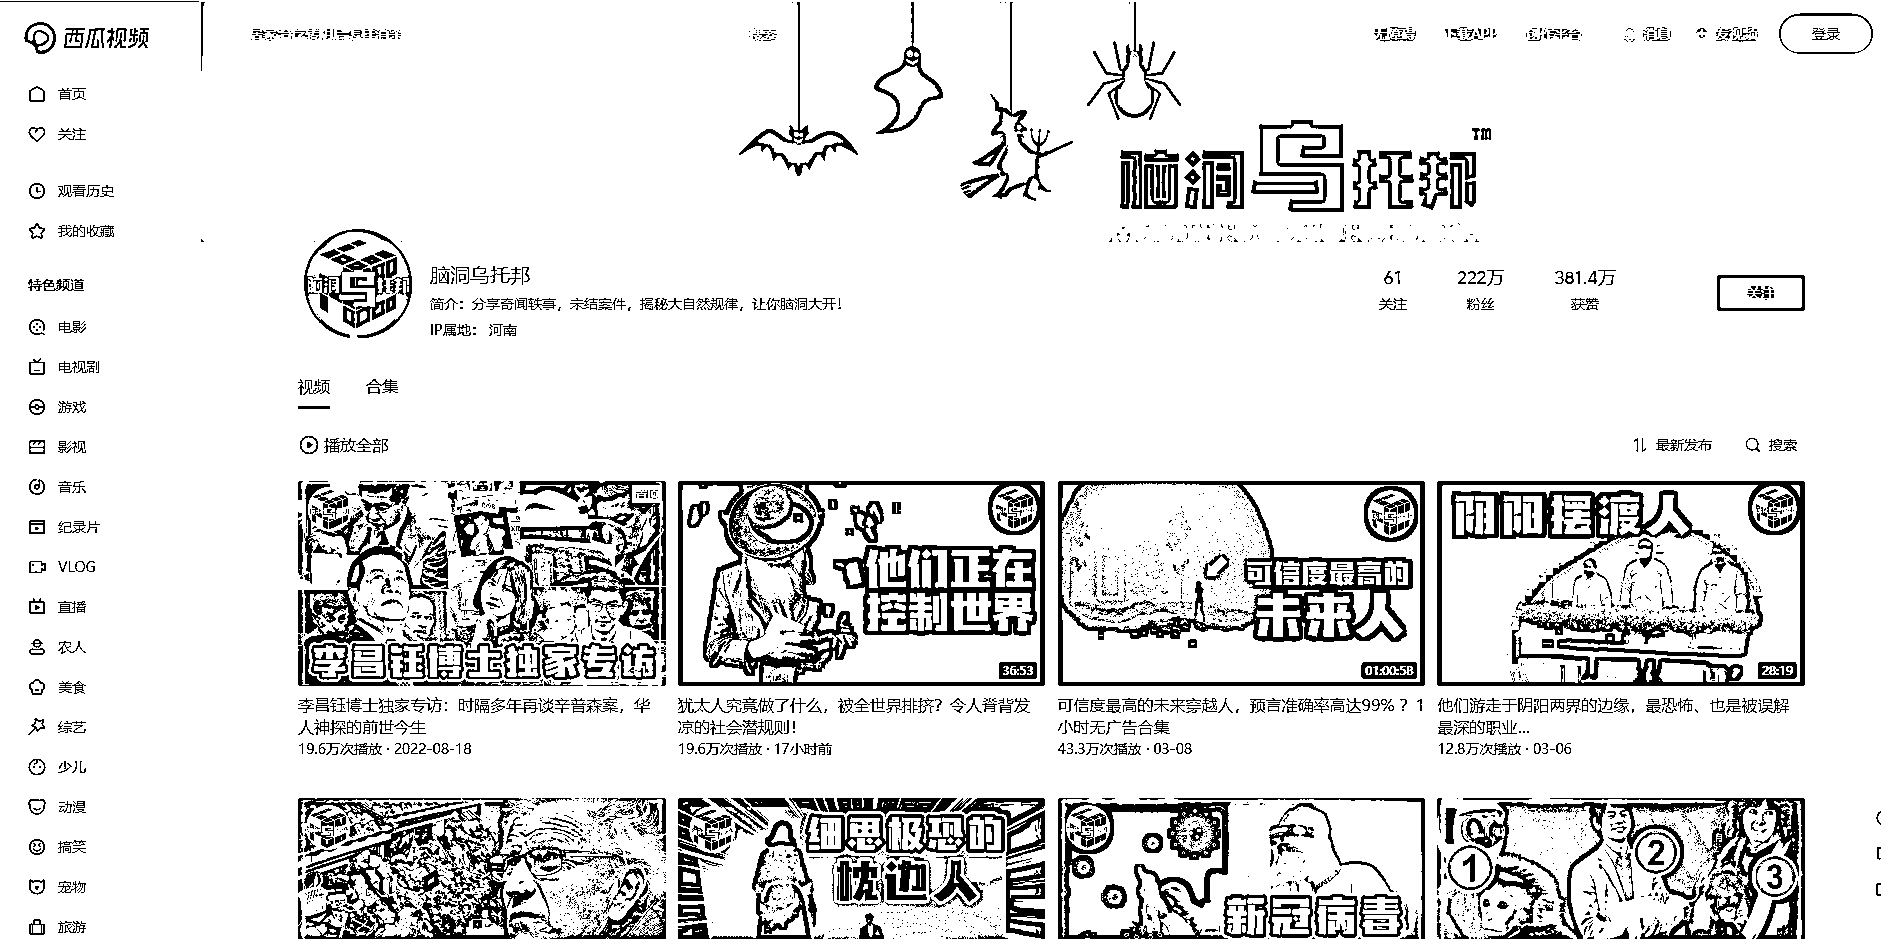 西瓜视频
登录
首页
关注
观看历史
我的收藏
特色频道
电影
电视剧
游戏
影视
音乐
纪录片
VLOG
直播
农人
美食
综艺
少儿
动漫
搞笑
宠物
旅游
无障碍 下载APP 创作平台 消息 发视频
脑洞乌托邦™
脑洞乌托邦
脑洞乌托邦
简介：分享奇闻轶事，未结案件，揭秘大自然规律，让你脑洞大开！
IP属地： 河南
61 222万 381.4万
关注 粉丝 获赞
关注
视频 合集
播放全部
最新发布 搜索
李昌钰博士独家专访
李昌钰博士独家专访：时隔多年再谈辛普森案，华
人神探的前世今生
19.6万次播放 · 2022-08-18
他们正在
控制世界
36:53
犹太人究竟做了什么，被全世界排挤？令人脊背发
凉的社会潜规则！
19.6万次播放 · 17小时前
可信度最高的
未来人
01:00:58
可信度最高的未来穿越人，预言准确率高达99%？1
小时无广告合集
43.3万次播放 · 03-08
阴阳摆渡人
28:19
他们游走于阴阳两界的边缘，最恐怖、也是被误解
最深的职业...
12.8万次播放 · 03-06
细思极恐的
枕边人
新冠病毒
1
2
3